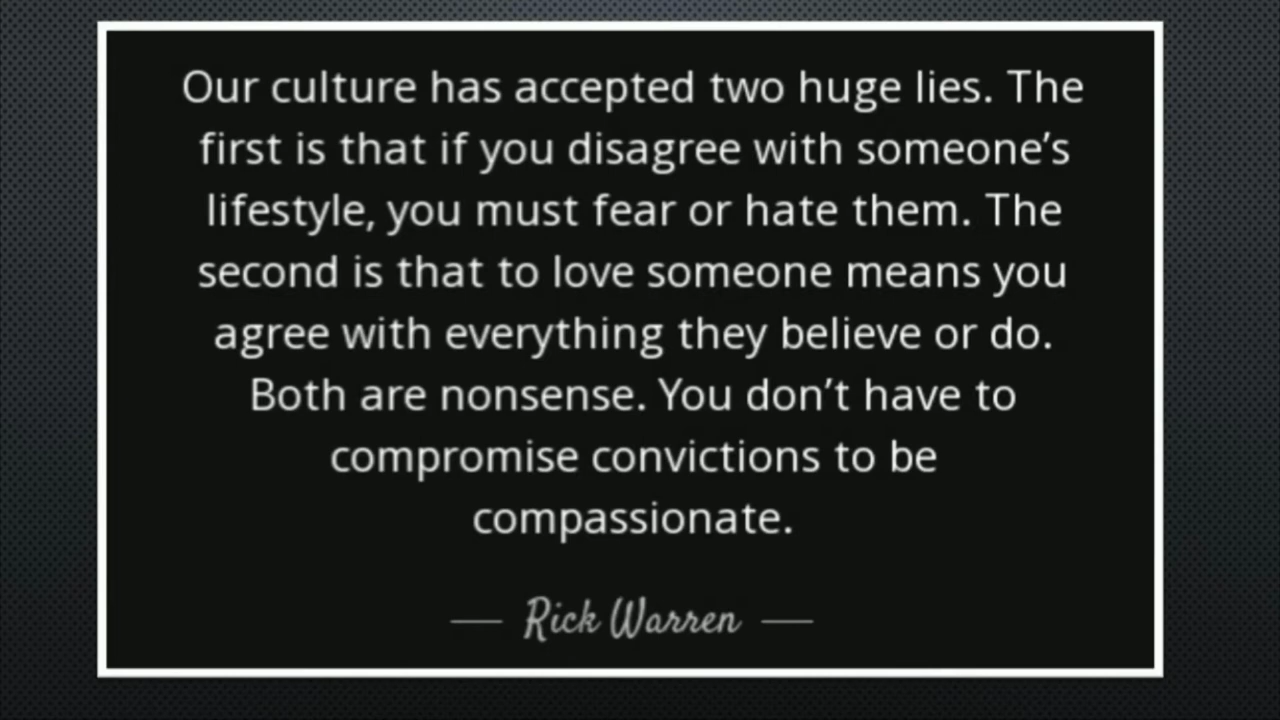 Our culture has accepted two huge lies. The
first is that if you disagree with someone’s
lifestyle, you must fear or hate them. The
second is that to love someone means you
agree with everything they believe or do.
Both are nonsense. You don’t have to
compromise convictions to be
compassionate.
— Rick Warren —